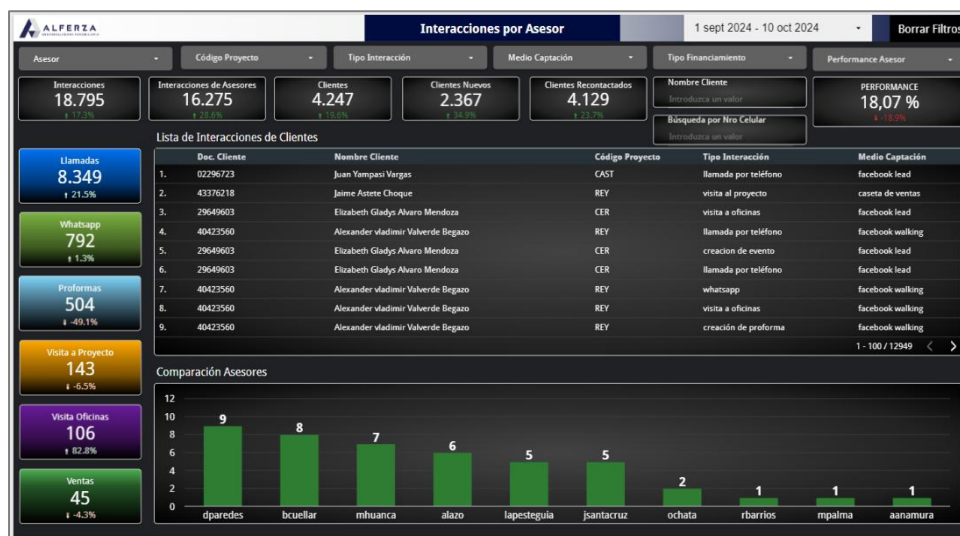 ALFERZA
Interacciones por Asesor
1 sept 2024 - 10 oct 2024
Borrar Filtros
Asesor
Código Proyecto
Tipo Interacción
Medio Captación
Tipo Financiamiento
Performance Asesor
Interacciones
18.795
17.3%
Interacciones de Asesores
16.275
28.6%
Clientes
4.247
19.6%
Clientes Nuevos
2.367
34.9%
Clientes Recontactados
4.129
23.7%
Nombre Cliente
Introduzca un valor
Búsqueda por Nro Celular
Introduzca un valor
PERFORMANCE
18,07 %
-18.9%
Lista de Interacciones de Clientes
Doc. Cliente Nombre Cliente Código Proyecto Tipo Interacción Medio Captación
1. 02296723 Juan Yampasi Vargas CAST llamada por teléfono facebook lead
2. 43376218 Jaime Astete Choque REY visita al proyecto caseta de ventas
3. 29649603 Elizabeth Gladys Alvaro Mendoza CER visita a oficinas facebook lead
4. 40423560 Alexander vladimir Valverde Begazo REY llamada por teléfono facebook walking
5. 29649603 Elizabeth Gladys Alvaro Mendoza CER creacion de evento facebook lead
6. 29649603 Elizabeth Gladys Alvaro Mendoza CER llamada por teléfono facebook lead
7. 40423560 Alexander vladimir Valverde Begazo REY whatsapp facebook walking
8. 40423560 Alexander vladimir Valverde Begazo REY visita a oficinas facebook walking
9. 40423560 Alexander vladimir Valverde Begazo REY creación de proforma facebook walking
1 - 100 / 12949
Llamadas
8.349
21.5%
Whatsapp
792
1.3%
Proformas
504
-49.1%
Visita a Proyecto
143
-6.5%
Visita Oficinas
106
82.8%
Ventas
45
-4.3%
Comparación Asesores
12
10
8
6
4
2
0
9
8
7
6
5
5
2
1
1
1
dparedes bcuellar mhuanca alazo lapesteguia jsantacruz ochata rbarrios mpalma aanamura